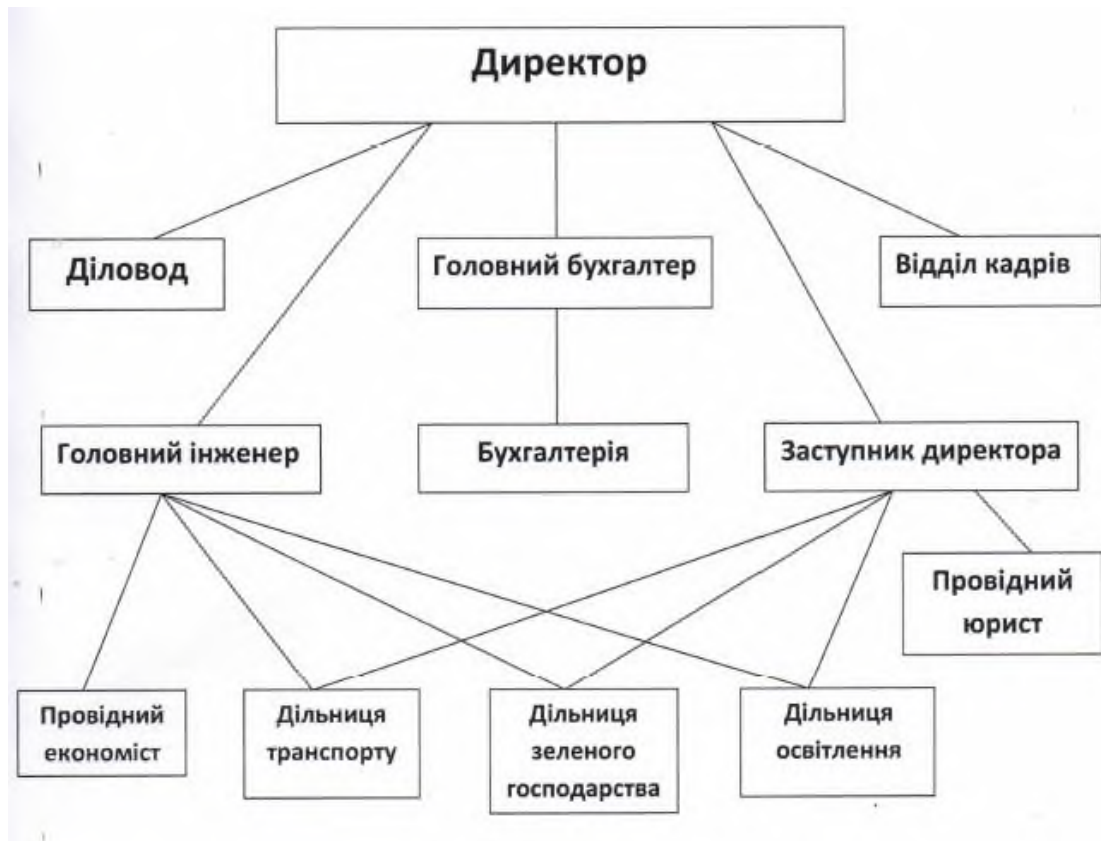 Директор
Діловод
Головний бухгалтер
Відділ кадрів
Головний інженер
Бухгалтерія
Заступник директора
Провідний
юрист
Провідний
економіст
Дільниця
транспорту
Дільниця
зеленого
господарства
Дільниця
освітлення